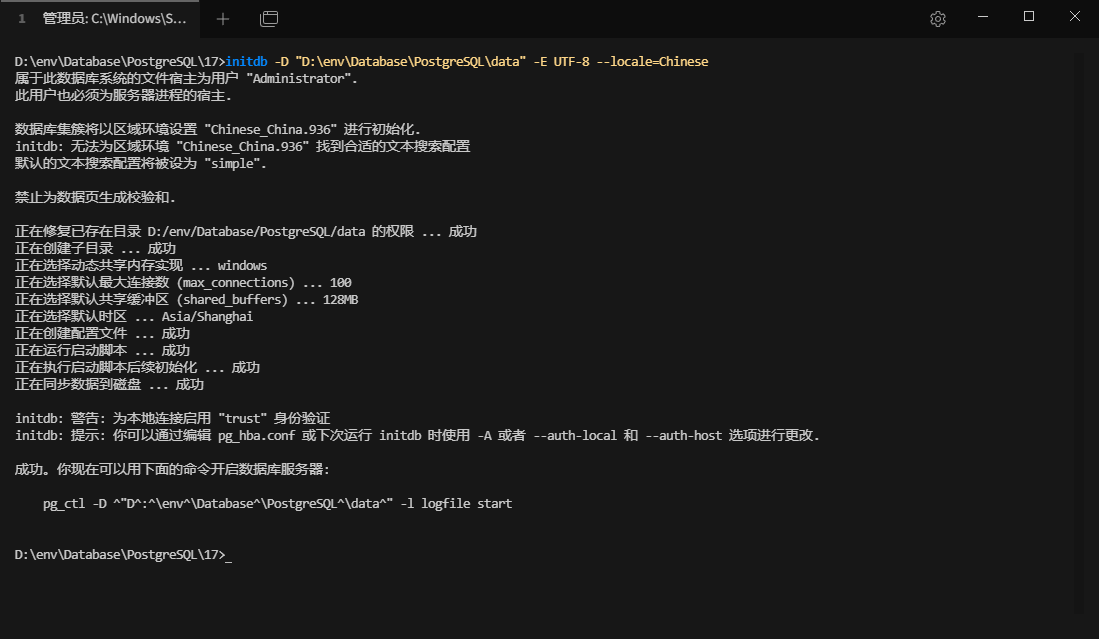 1 管理员: C:\Windows\S...
D:\env\Database\PostgreSQL\17>initdb -D "D:\env\Database\PostgreSQL\data" -E UTF-8 --locale=Chinese
属于此数据库系统的文件宿主为用户 "Administrator".
此用户也必须为服务器进程的宿主.
数据库集簇将以区域环境设置 "Chinese_China.936" 进行初始化.
initdb: 无法为区域环境 "Chinese_China.936" 找到合适的文本搜索配置
默认的文本搜索配置将被设为 "simple".
禁止为数据页生成校验和.
正在修复已存在目录 D:/env/Database/PostgreSQL/data 的权限 ... 成功
正在创建子目录 ... 成功
正在选择动态共享内存实现 ... windows
正在选择默认最大连接数 (max_connections) ... 100
正在选择默认共享缓冲区 (shared_buffers) ... 128MB
正在选择默认时区 ... Asia/Shanghai
正在创建配置文件 ... 成功
正在运行启动脚本 ... 成功
正在执行启动脚本后续初始化 ... 成功
正在同步数据到磁盘 ... 成功
initdb: 警告: 为本地连接启用 "trust" 身份验证
initdb: 提示: 你可以通过编辑 pg_hba.conf 或下次运行 initdb 时使用 -A 或者 --auth-local 和 --auth-host 选项进行更改.
成功。你现在可以用下面的命令开启数据库服务器:
pg_ctl -D ^"D^:^\env^\Database^\PostgreSQL^\data^" -l logfile start
D:\env\Database\PostgreSQL\17>_